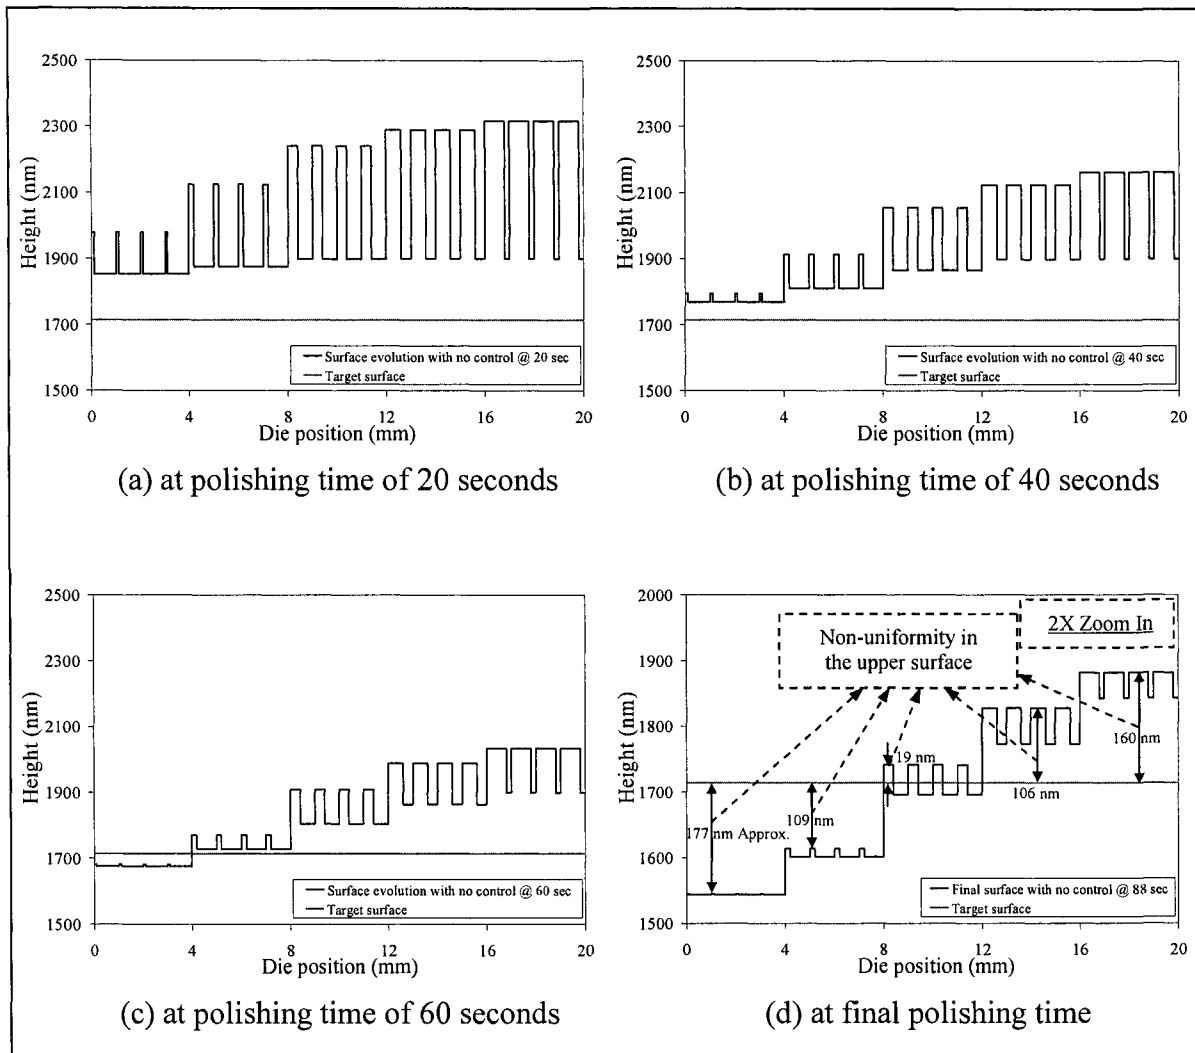 2500
2300
2100
1900
1700
1500
Height (nm)
Surface evolution with no control @ 20 sec
Target surface
0 4 8 12 16 20
Die position (mm)
(a) at polishing time of 20 seconds
2500
2300
2100
1900
1700
1500
Height (nm)
Surface evolution with no control @ 40 sec
Target surface
0 4 8 12 16 20
Die position (mm)
(b) at polishing time of 40 seconds
2500
2300
2100
1900
1700
1500
Height (nm)
Surface evolution with no control @ 60 sec
Target surface
0 4 8 12 16 20
Die position (mm)
(c) at polishing time of 60 seconds
2000
1900
1800
1700
1600
1500
Height (nm)
Non-uniformity in
the upper surface
2X Zoom In
19 nm
160 nm
106 nm
109 nm
177 nm Approx.
Final surface with no control @ 88 sec
Target surface
0 4 8 12 16 20
Die position (mm)
(d) at final polishing time